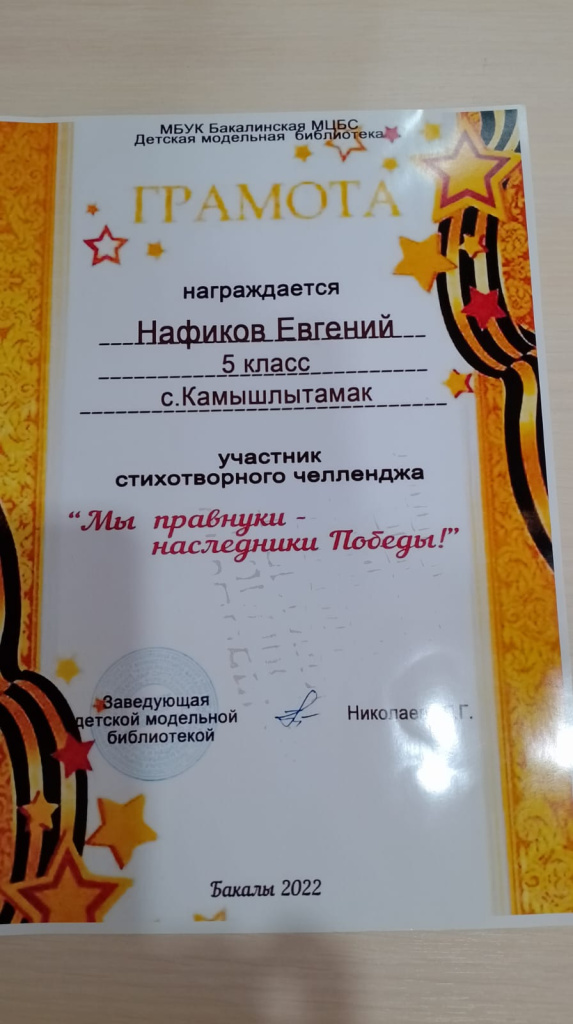 МБУК Бакалинская МЦБС
Детская модельная библиотека
ГРАМОТА
награждается
Нафиков Евгений
5 класс
с.Камышлытамак
участник
стихотворного челленджа
“Мы правнуки -
наследники Победы!”
Заведующая
детской модельной
библиотекой
Бакалы 2022